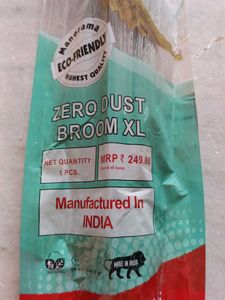 Manorama
ECO-FRIENDLY
HIGHEST QUALITY
ZERO DUST
BROOM XL
NET QUANTITY:
1 PCS.
MRP ₹ 249.00
Manufactured In
INDIA
MAKE IN INDIA